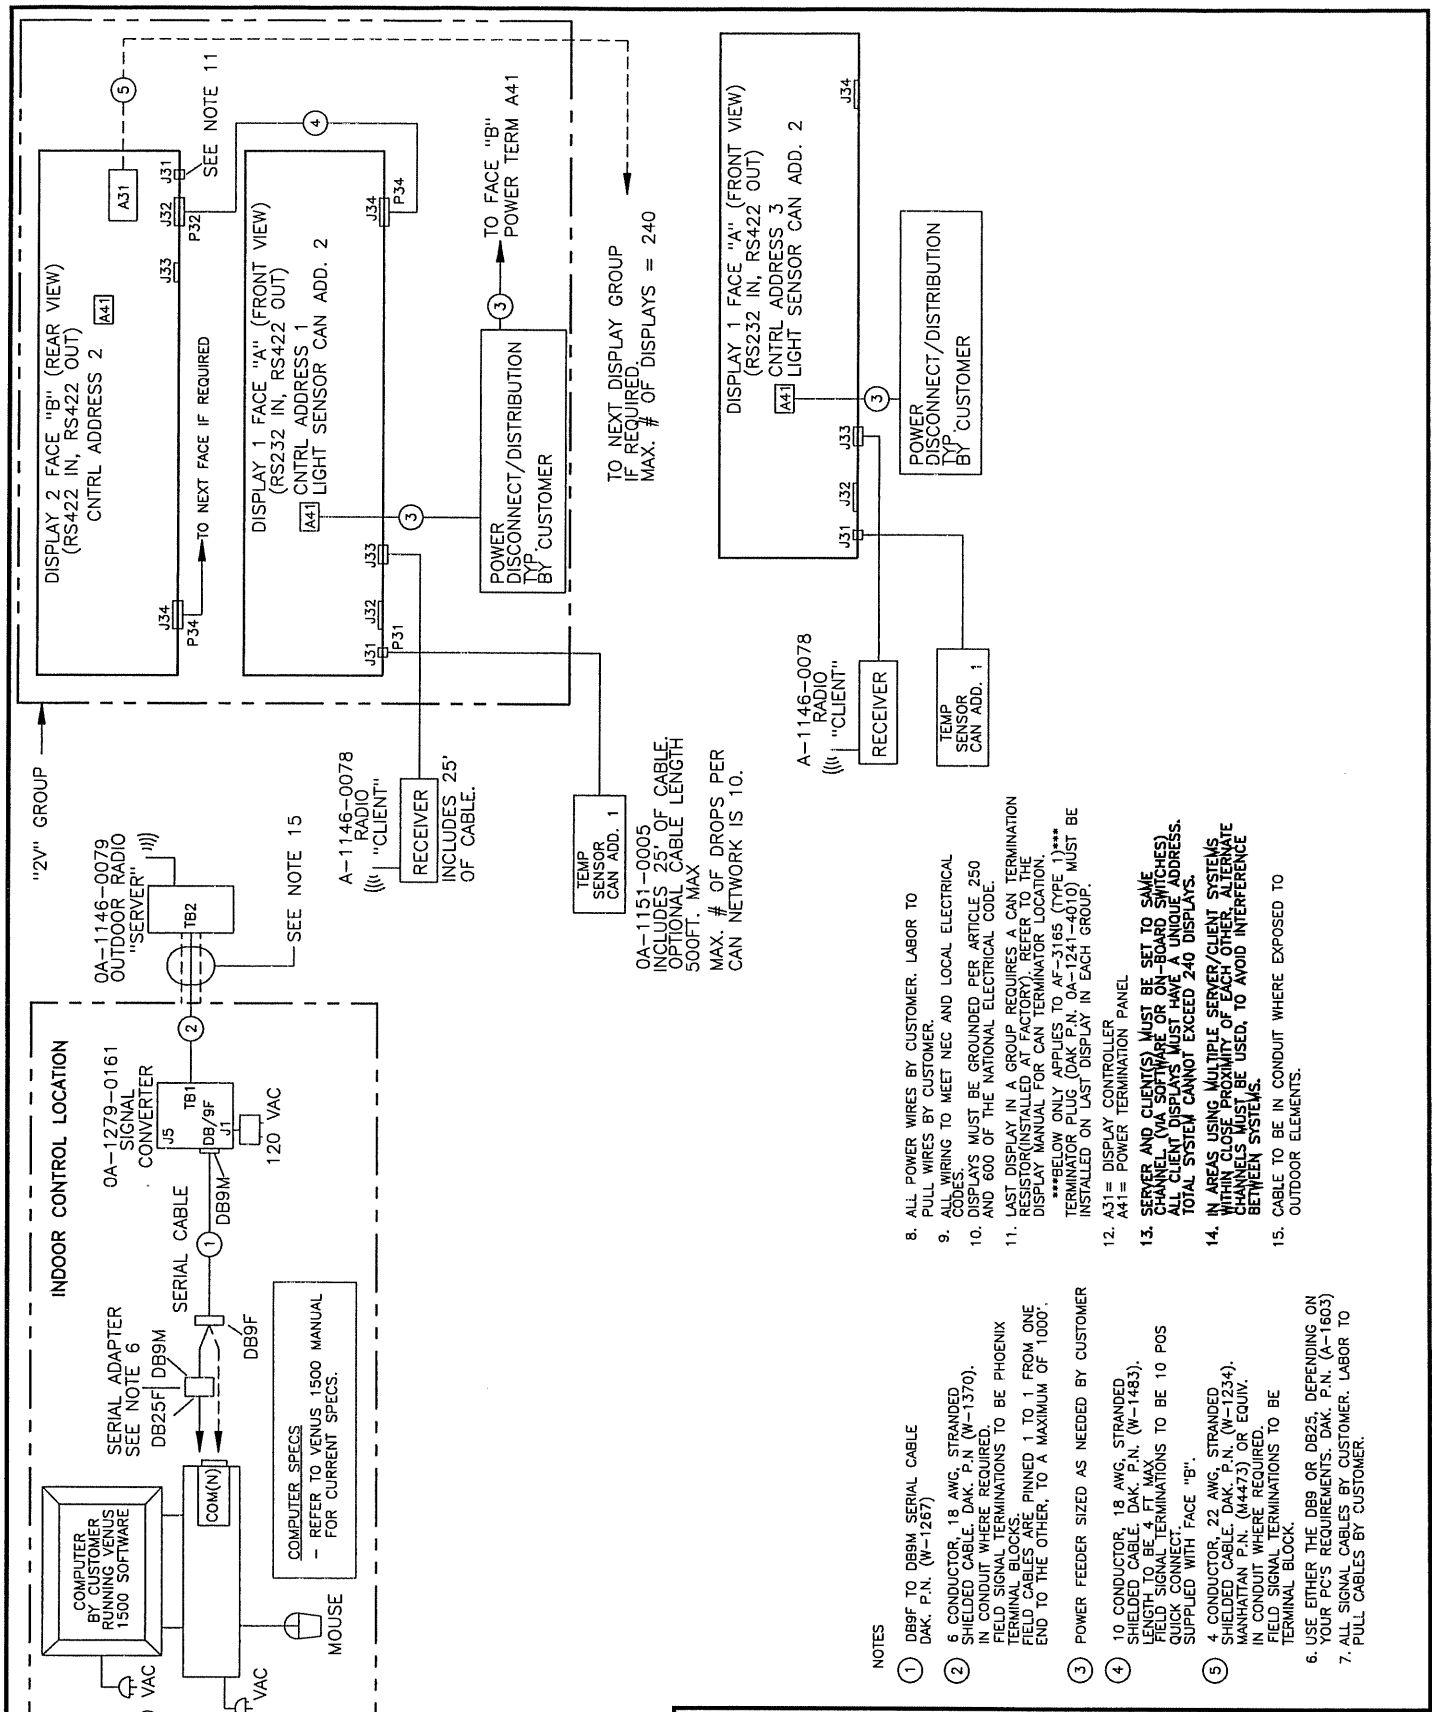 INDOOR CONTROL LOCATION
COMPUTER
BY CUSTOMER
RUNNING VENUS
1500 SOFTWARE
VAC
VAC
MOUSE
COM(N)
SERIAL ADAPTER
SEE NOTE 6
DB25F
DB9M
DB9F
SERIAL CABLE
1
DB9M
COMPUTER SPECS
- REFER TO VENUS 1500 MANUAL
FOR CURRENT SPECS.
0A-1279-0161
SIGNAL
CONVERTER
J5
TB1
DB/9F
J1
120 VAC
2
0A-1146-0079
OUTDOOR RADIO
"SERVER"
TB2
SEE NOTE 15
"2V" GROUP
DISPLAY 2 FACE "B" (REAR VIEW)
(RS422 IN, RS422 OUT)
CNTRL ADDRESS 2
A41
A31
J34
P34
J33
J32
P32
J31
SEE NOTE 11
5
4
TO NEXT FACE IF REQUIRED
DISPLAY 1 FACE "A" (FRONT VIEW)
(RS232 IN, RS422 OUT)
CNTRL ADDRESS 1
LIGHT SENSOR CAN ADD. 2
A41
J31
P31
J32
J33
J34
P34
3
POWER
DISCONNECT/DISTRIBUTION
TYP.
BY CUSTOMER
3
TO FACE "B"
POWER TERM A41
A-1146-0078
RADIO
"CLIENT"
RECEIVER
INCLUDES 25'
OF CABLE.
TEMP
SENSOR
CAN ADD. 1
0A-1151-0005
INCLUDES 25' OF CABLE.
OPTIONAL CABLE LENGTH
500FT. MAX
MAX. # OF DROPS PER
CAN NETWORK IS 10.
TO NEXT DISPLAY GROUP
IF REQUIRED.
MAX. # OF DISPLAYS = 240
DISPLAY 1 FACE "A" (FRONT VIEW)
(RS232 IN, RS422 OUT)
CNTRL ADDRESS 3
LIGHT SENSOR CAN ADD. 2
A41
J31
J32
J33
J34
3
POWER
DISCONNECT/DISTRIBUTION
TYP.
BY CUSTOMER
A-1146-0078
RADIO
"CLIENT"
RECEIVER
TEMP
SENSOR
CAN ADD. 1
NOTES
1 DB9F TO DB9M SERIAL CABLE
DAK. P.N. (W-1267)
2 6 CONDUCTOR, 18 AWG, STRANDED
SHIELDED CABLE. DAK. P.N (W-1370).
IN CONDUIT WHERE REQUIRED.
FIELD SIGNAL TERMINATIONS TO BE PHOENIX
TERMINAL BLOCKS.
FIELD CABLES ARE PINNED 1 TO 1 FROM ONE
END TO THE OTHER, TO A MAXIMUM OF 1000'.
3 POWER FEEDER SIZED AS NEEDED BY CUSTOMER
4 10 CONDUCTOR, 18 AWG, STRANDED
SHIELDED CABLE. DAK. P.N. (W-1483).
LENGTH TO BE 4 FT MAX
FIELD SIGNAL TERMINATIONS TO BE 10 POS
QUICK CONNECT.
SUPPLIED WITH FACE "B".
5 4 CONDUCTOR, 22 AWG, STRANDED
SHIELDED CABLE. DAK. P.N. (W-1234).
MANHATTAN P.N. (M4473) OR EQUIV.
IN CONDUIT WHERE REQUIRED.
FIELD SIGNAL TERMINATIONS TO BE
TERMINAL BLOCK.
6. USE EITHER THE DB9 OR DB25, DEPENDING ON
YOUR PC'S REQUIREMENTS. DAK. P.N. (A-1603)
7. ALL SIGNAL CABLES BY CUSTOMER. LABOR TO
PULL CABLES BY CUSTOMER.
8. ALL POWER WIRES BY CUSTOMER. LABOR TO
PULL WIRES BY CUSTOMER.
9. ALL WIRING TO MEET NEC AND LOCAL ELECTRICAL
CODES.
10. DISPLAYS MUST BE GROUNDED PER ARTICLE 250
AND 600 OF THE NATIONAL ELECTRICAL CODE.
11. LAST DISPLAY IN A GROUP REQUIRES A CAN TERMINATION
RESISTOR(INSTALLED AT FACTORY). REFER TO THE
DISPLAY MANUAL FOR CAN TERMINATOR LOCATION.
***BELOW ONLY APPLIES TO AF-3165 (TYPE 1)***
TERMINATOR PLUG (DAK P.N. 0A-1241-4010) MUST BE
INSTALLED ON LAST DISPLAY IN EACH GROUP.
12. A31= DISPLAY CONTROLLER
A41= POWER TERMINATION PANEL
13. SERVER AND CLIENT(S) MUST BE SET TO SAME
CHANNEL (VIA SOFTWARE OR ON-BOARD SWITCHES)
ALL CLIENT DISPLAYS MUST HAVE A UNIQUE ADDRESS.
TOTAL SYSTEM CANNOT EXCEED 240 DISPLAYS.
14. IN AREAS USING MULTIPLE SERVER/CLIENT SYSTEMS
WITHIN CLOSE PROXIMITY OF EACH OTHER, ALTERNATE
CHANNELS MUST BE USED, TO AVOID INTERFERENCE
BETWEEN SYSTEMS.
15. CABLE TO BE IN CONDUIT WHERE EXPOSED TO
OUTDOOR ELEMENTS.